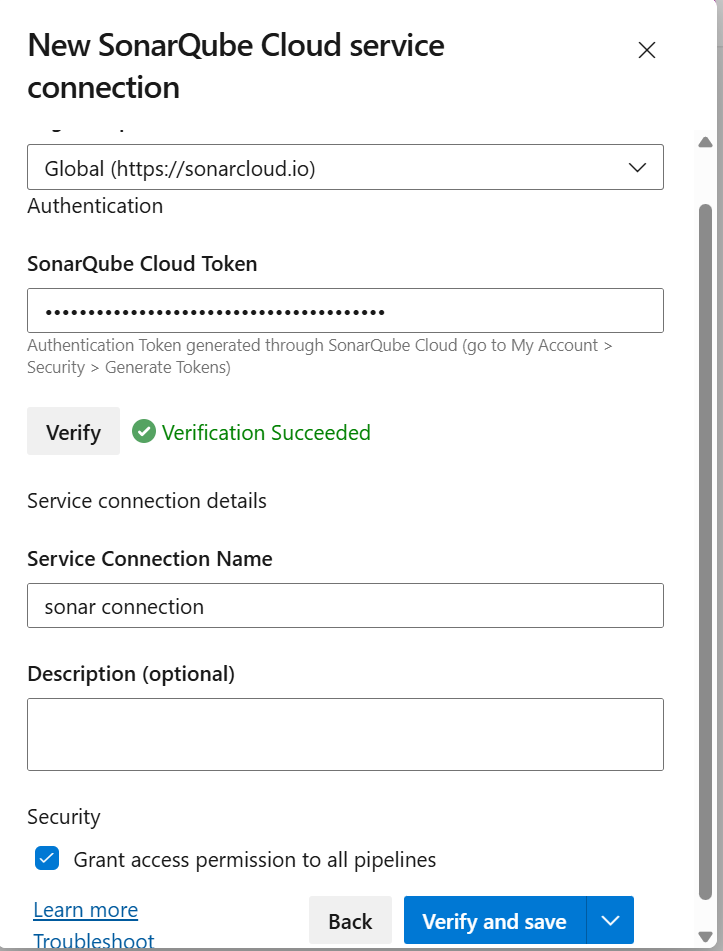 New SonarQube Cloud service
connection
Global (https://sonarcloud.io)
Authentication
SonarQube Cloud Token
••••••••••••••••••••••••••••••••••••••••
Authentication Token generated through SonarQube Cloud (go to My Account >
Security > Generate Tokens)
Verify
Verification Succeeded
Service connection details
Service Connection Name
sonar connection
Description (optional)
Security
Grant access permission to all pipelines
Learn more
Back
Verify and save
Troubleshoot